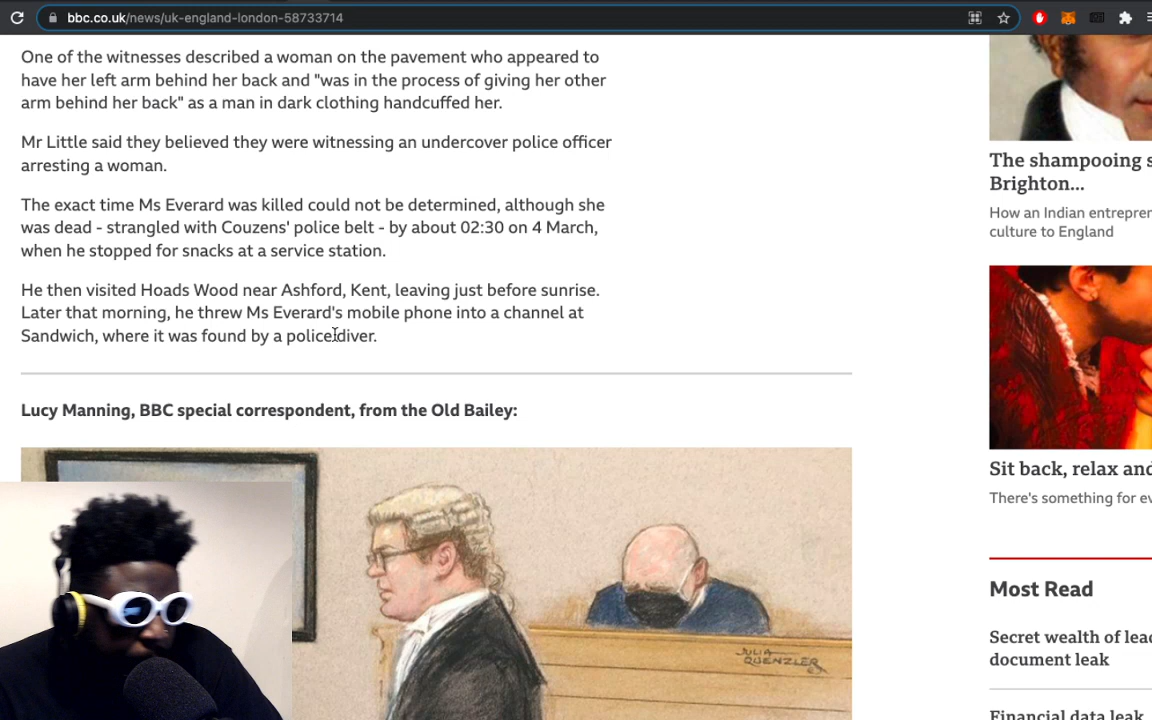 bbc.co.uk/news/uk-england-london-58733714
One of the witnesses described a woman on the pavement who appeared to
have her left arm behind her back and "was in the process of giving her other
arm behind her back" as a man in dark clothing handcuffed her.
Mr Little said they believed they were witnessing an undercover police officer
arresting a woman.
The exact time Ms Everard was killed could not be determined, although she
was dead - strangled with Couzens' police belt - by about 02:30 on 4 March,
when he stopped for snacks at a service station.
He then visited Hoads Wood near Ashford, Kent, leaving just before sunrise.
Later that morning, he threw Ms Everard's mobile phone into a channel at
Sandwich, where it was found by a police diver.
Lucy Manning, BBC special correspondent, from the Old Bailey:
JULIA
QUENZLER
The shampooing s
Brighton...
How an Indian entrepren
culture to England
Sit back, relax and
There's something for ev
Most Read
Secret wealth of lead
document leak
Financial data leak